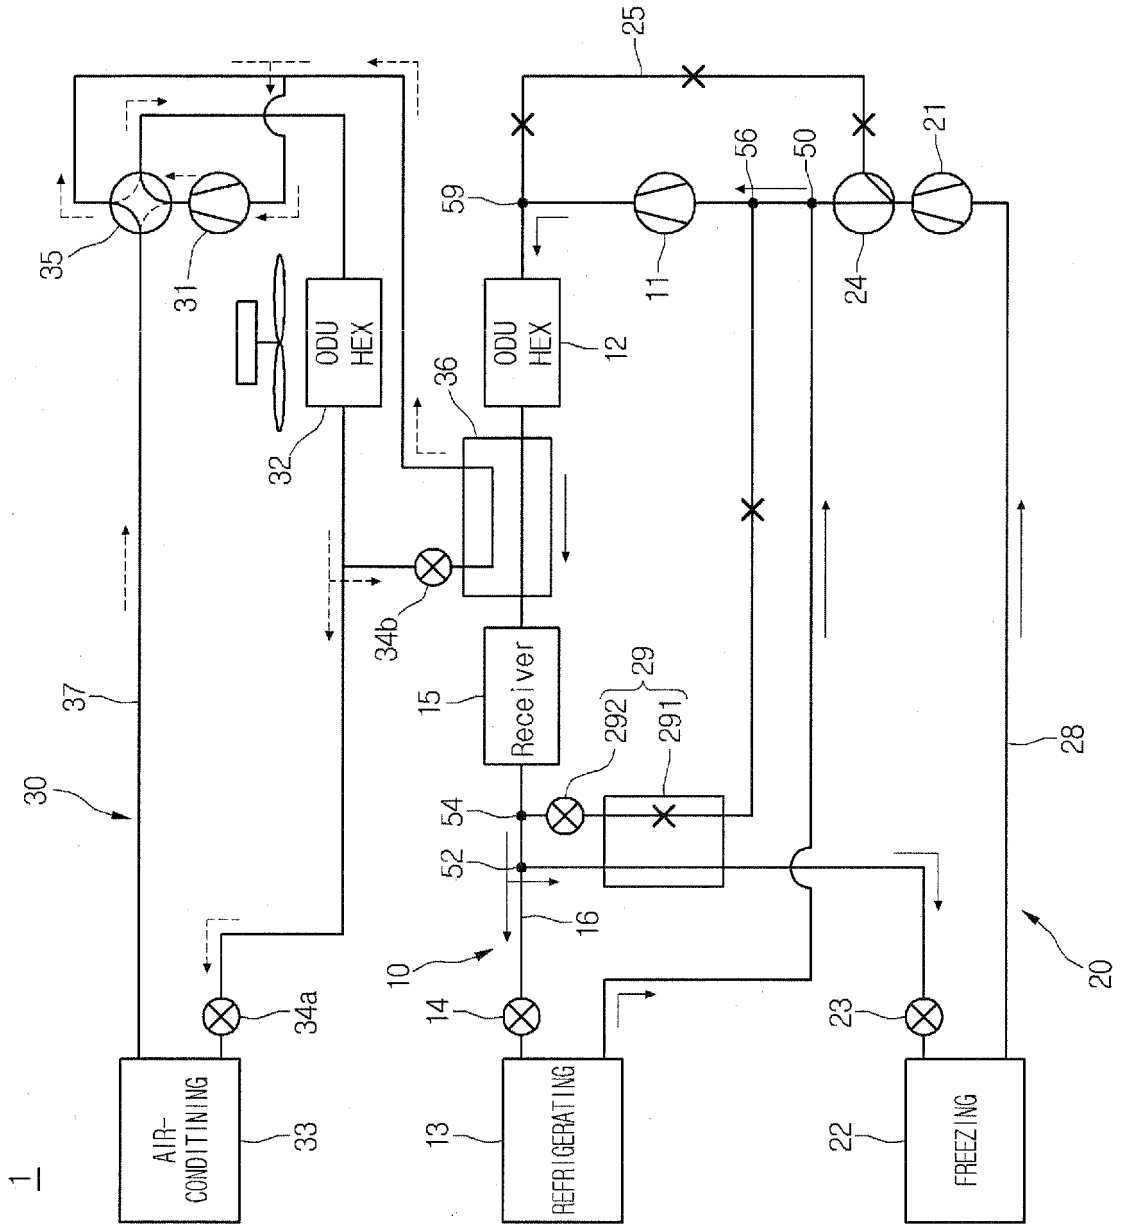 1
30
35
37
31
AIR-
CONDITINING
32
33
34a
ODU
HEX
34b
10
13
14
15
36
52
54
59
Receiver
ODU
HEX
REFRIGERATING
16
292
12
29
25
11
291
56
50
22
23
24
21
FREEZING
28
20